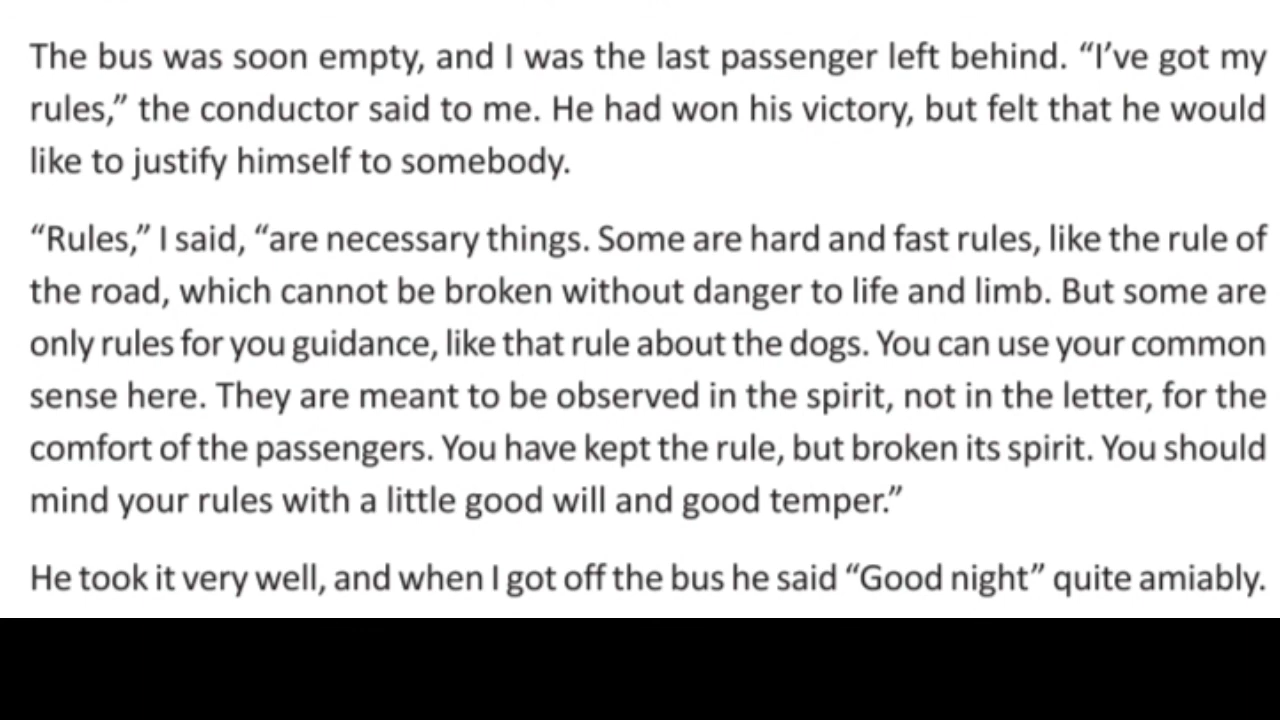 The bus was soon empty, and I was the last passenger left behind. “I’ve got my
rules,” the conductor said to me. He had won his victory, but felt that he would
like to justify himself to somebody.
“Rules,” I said, “are necessary things. Some are hard and fast rules, like the rule of
the road, which cannot be broken without danger to life and limb. But some are
only rules for you guidance, like that rule about the dogs. You can use your common
sense here. They are meant to be observed in the spirit, not in the letter, for the
comfort of the passengers. You have kept the rule, but broken its spirit. You should
mind your rules with a little good will and good temper.”
He took it very well, and when I got off the bus he said “Good night” quite amiably.